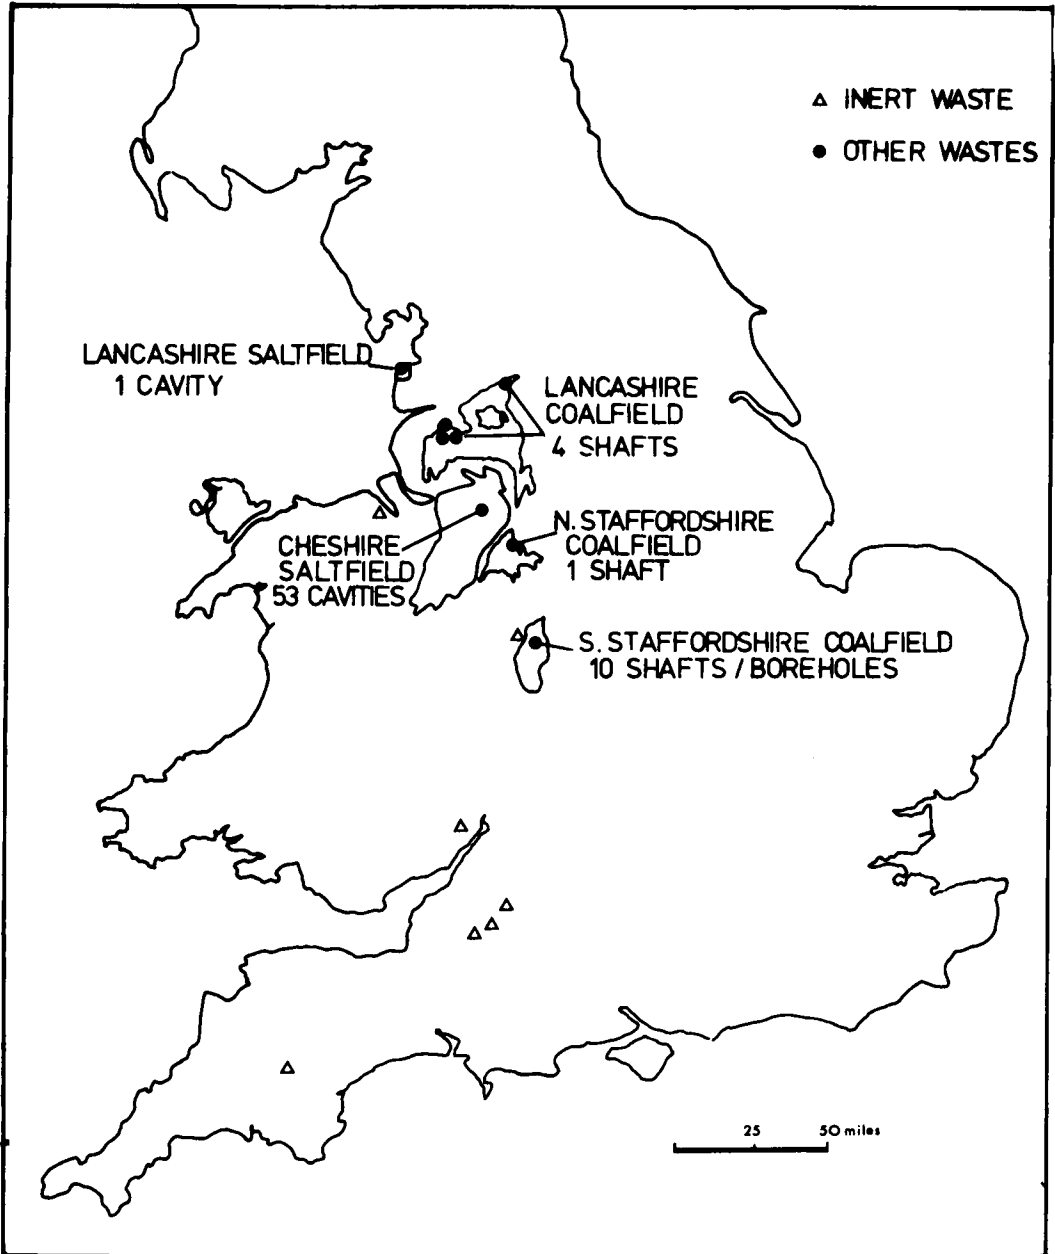 △ INERT WASTE
● OTHER WASTES
LANCASHIRE SALTFIELD
1 CAVITY
LANCASHIRE
COALFIELD
4 SHAFTS
CHESHIRE
SALTFIELD
53 CAVITIES
N. STAFFORDSHIRE
COALFIELD
1 SHAFT
S. STAFFORDSHIRE COALFIELD
10 SHAFTS / BOREHOLES
25 50 miles